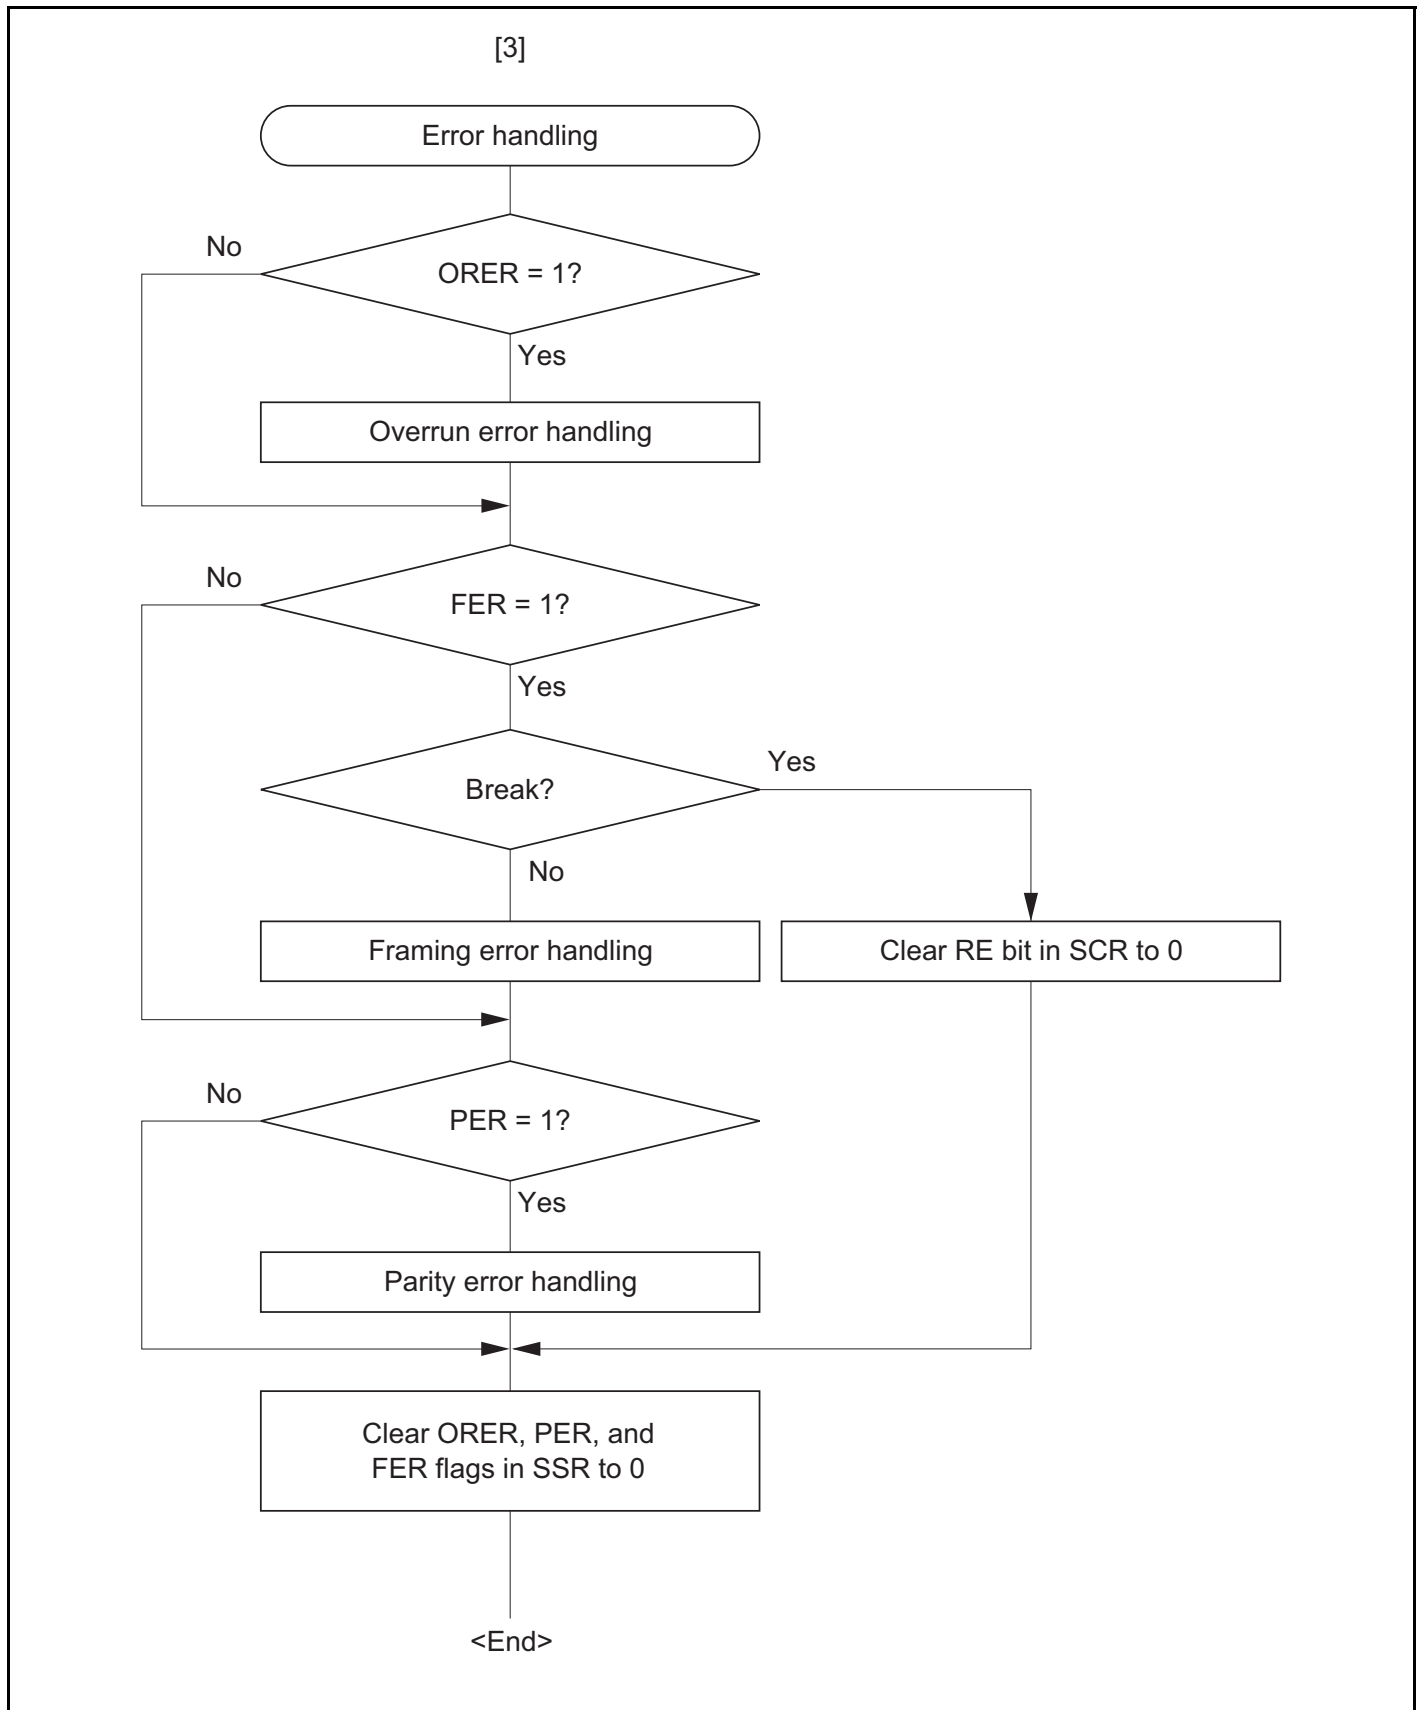 [3]
Error handling
No
ORER = 1?
Yes
Overrun error handling
No
FER = 1?
Yes
Yes
Break?
No
Framing error handling
Clear RE bit in SCR to 0
No
PER = 1?
Yes
Parity error handling
Clear ORER, PER, and
FER flags in SSR to 0
<End>